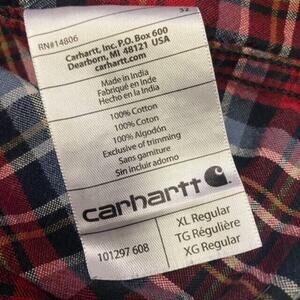 32
RN#14806
Carhartt, Inc. P.O. Box 600
Dearborn, MI 48121 USA
carhartt.com
Made in India
Fabriqué en Inde
Hecho en la India
100% Cotton
100% Coton
100% Algodón
Exclusive of trimming
Sans garniture
Sin incluir adorno
carhartt
101297 608
XL Regular
TG Régulière
XG Regular